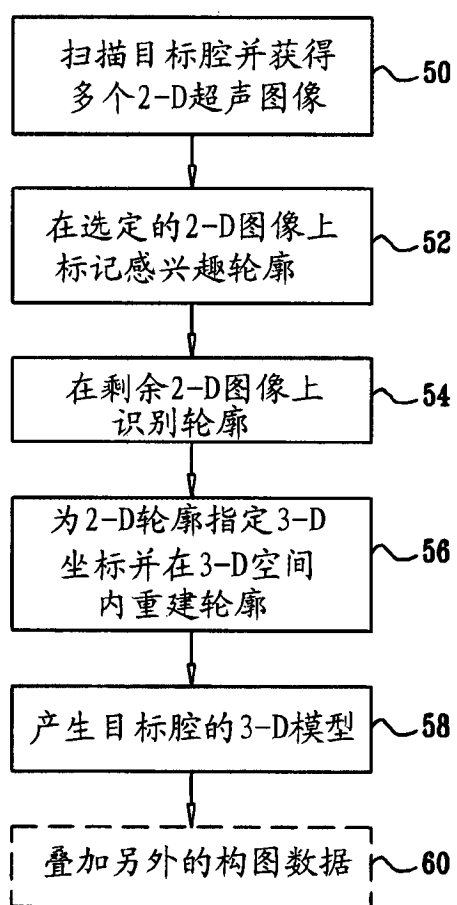 扫描目标腔并获得
多个2-D超声图像
50
在选定的2-D图像上
标记感兴趣轮廓
52
在剩余2-D图像上
识别轮廓
54
为2-D轮廓指定3-D
坐标并在3-D空间
内重建轮廓
56
产生目标腔的3-D模型
58
叠加另外的构图数据
60